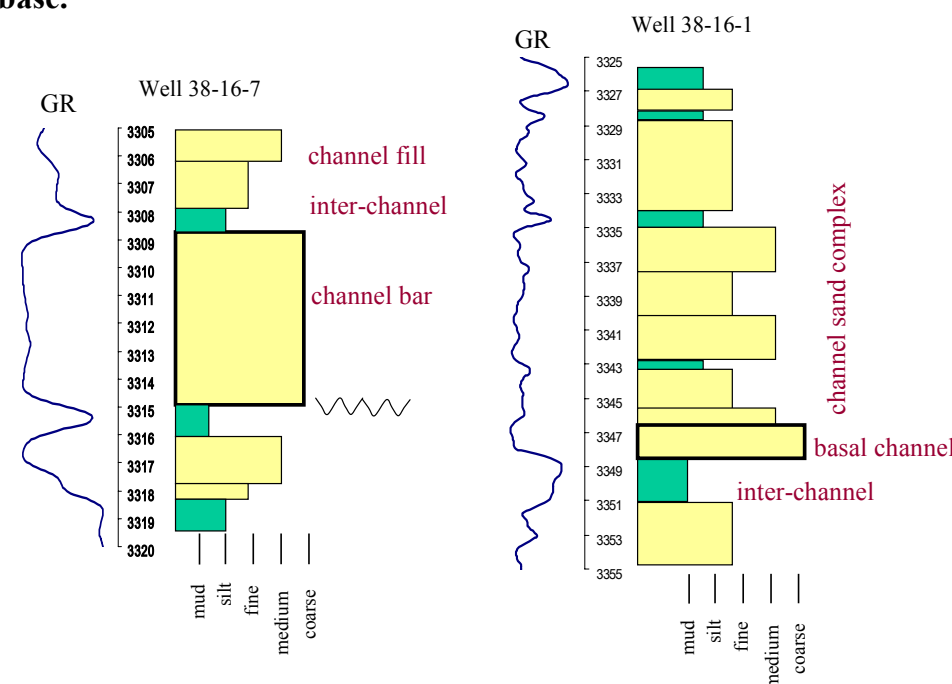 base.
Well 38-16-7
GR
3305
3306
3307
3308
3309
3310
3311
3312
3313
3314
3315
3316
3317
3318
3319
3320
channel fill
inter-channel
channel bar
mud
silt
fine
medium
coarse
Well 38-16-1
GR
3325
3327
3329
3331
3333
3335
3337
3339
3341
3343
3345
3347
3349
3351
3353
3355
channel sand complex
basal channel
inter-channel
mud
silt
fine
medium
coarse